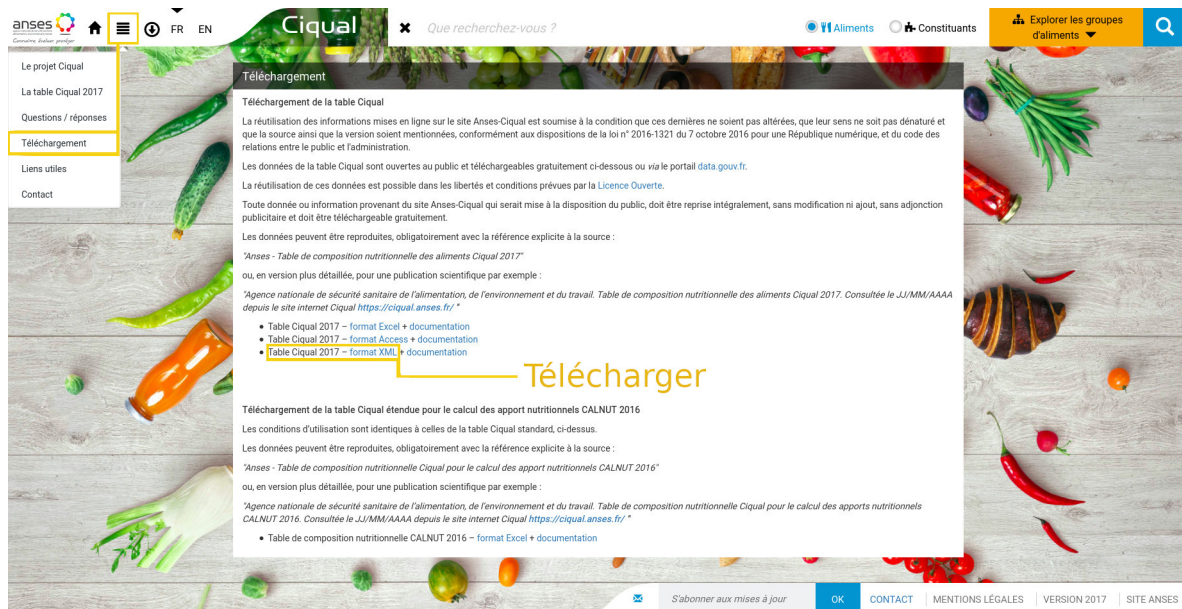 anses
Connaître, évaluer, protéger
FR EN
Ciqual
Que recherchez-vous ?
Aliments
Constituants
Explorer les groupes
d'aliments
Le projet Ciqual
La table Ciqual 2017
Questions / réponses
Téléchargement
Liens utiles
Contact
Téléchargement
Téléchargement de la table Ciqual
La réutilisation des informations mises en ligne sur le site Anses-Ciqual est soumise à la condition que ces dernières ne soient pas altérées, que leur sens ne soit pas dénaturé et
que la source ainsi que la version soient mentionnées, conformément aux dispositions de la loi n° 2016-1321 du 7 octobre 2016 pour une République numérique, et du code des
relations entre le public et l'administration.
Les données de la table Ciqual sont ouvertes au public et téléchargeables gratuitement ci-dessous ou via le portail data.gouv.fr.
La réutilisation de ces données est possible dans les libertés et conditions prévues par la Licence Ouverte.
Toute donnée ou information provenant du site Anses-Ciqual qui serait mise à la disposition du public, doit être reprise intégralement, sans modification ni ajout, sans adjonction
publicitaire et doit être téléchargeable gratuitement.
Les données peuvent être reproduites, obligatoirement avec la référence explicite à la source :
"Anses - Table de composition nutritionnelle des aliments Ciqual 2017"
ou, en version plus détaillée, pour une publication scientifique par exemple :
"Agence nationale de sécurité sanitaire de l'alimentation, de l'environnement et du travail. Table de composition nutritionnelle des aliments Ciqual 2017. Consultée le JJ/MM/AAAA
depuis le site internet Ciqual https://ciqual.anses.fr/ "
• Table Ciqual 2017 – format Excel + documentation
• Table Ciqual 2017 – format Access + documentation
• Table Ciqual 2017 – format XML + documentation
Télécharger
Téléchargement de la table Ciqual étendue pour le calcul des apport nutritionnels CALNUT 2016
Les conditions d'utilisation sont identiques à celles de la table Ciqual standard, ci-dessus.
Les données peuvent être reproduites, obligatoirement avec la référence explicite à la source :
"Anses - Table de composition nutritionnelle Ciqual pour le calcul des apport nutritionnels CALNUT 2016"
ou, en version plus détaillée, pour une publication scientifique par exemple :
"Agence nationale de sécurité sanitaire de l'alimentation, de l'environnement et du travail. Table de composition nutritionnelle Ciqual pour le calcul des apports nutritionnels
CALNUT 2016. Consultée le JJ/MM/AAAA depuis le site internet Ciqual https://ciqual.anses.fr/ "
• Table de composition nutritionnelle CALNUT 2016 – format Excel + documentation
S'abonner aux mises à jour
OK
CONTACT
MENTIONS LÉGALES
VERSION 2017
SITE ANSES